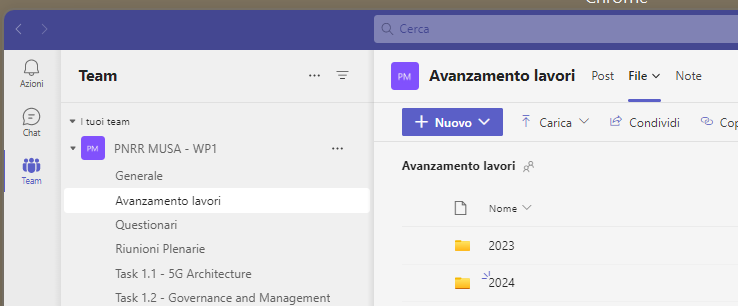 Chrome
Cerca
Azioni
Chat
Team
Team
I tuoi team
PM PNRR MUSA - WP1
Generale
Avanzamento lavori
Questionari
Riunioni Plenarie
Task 1.1 - 5G Architecture
Task 1.2 - Governance and Management
PM Avanzamento lavori Post File Note
Nuovo Carica Condividi
Avanzamento lavori
Nome
2023
2024